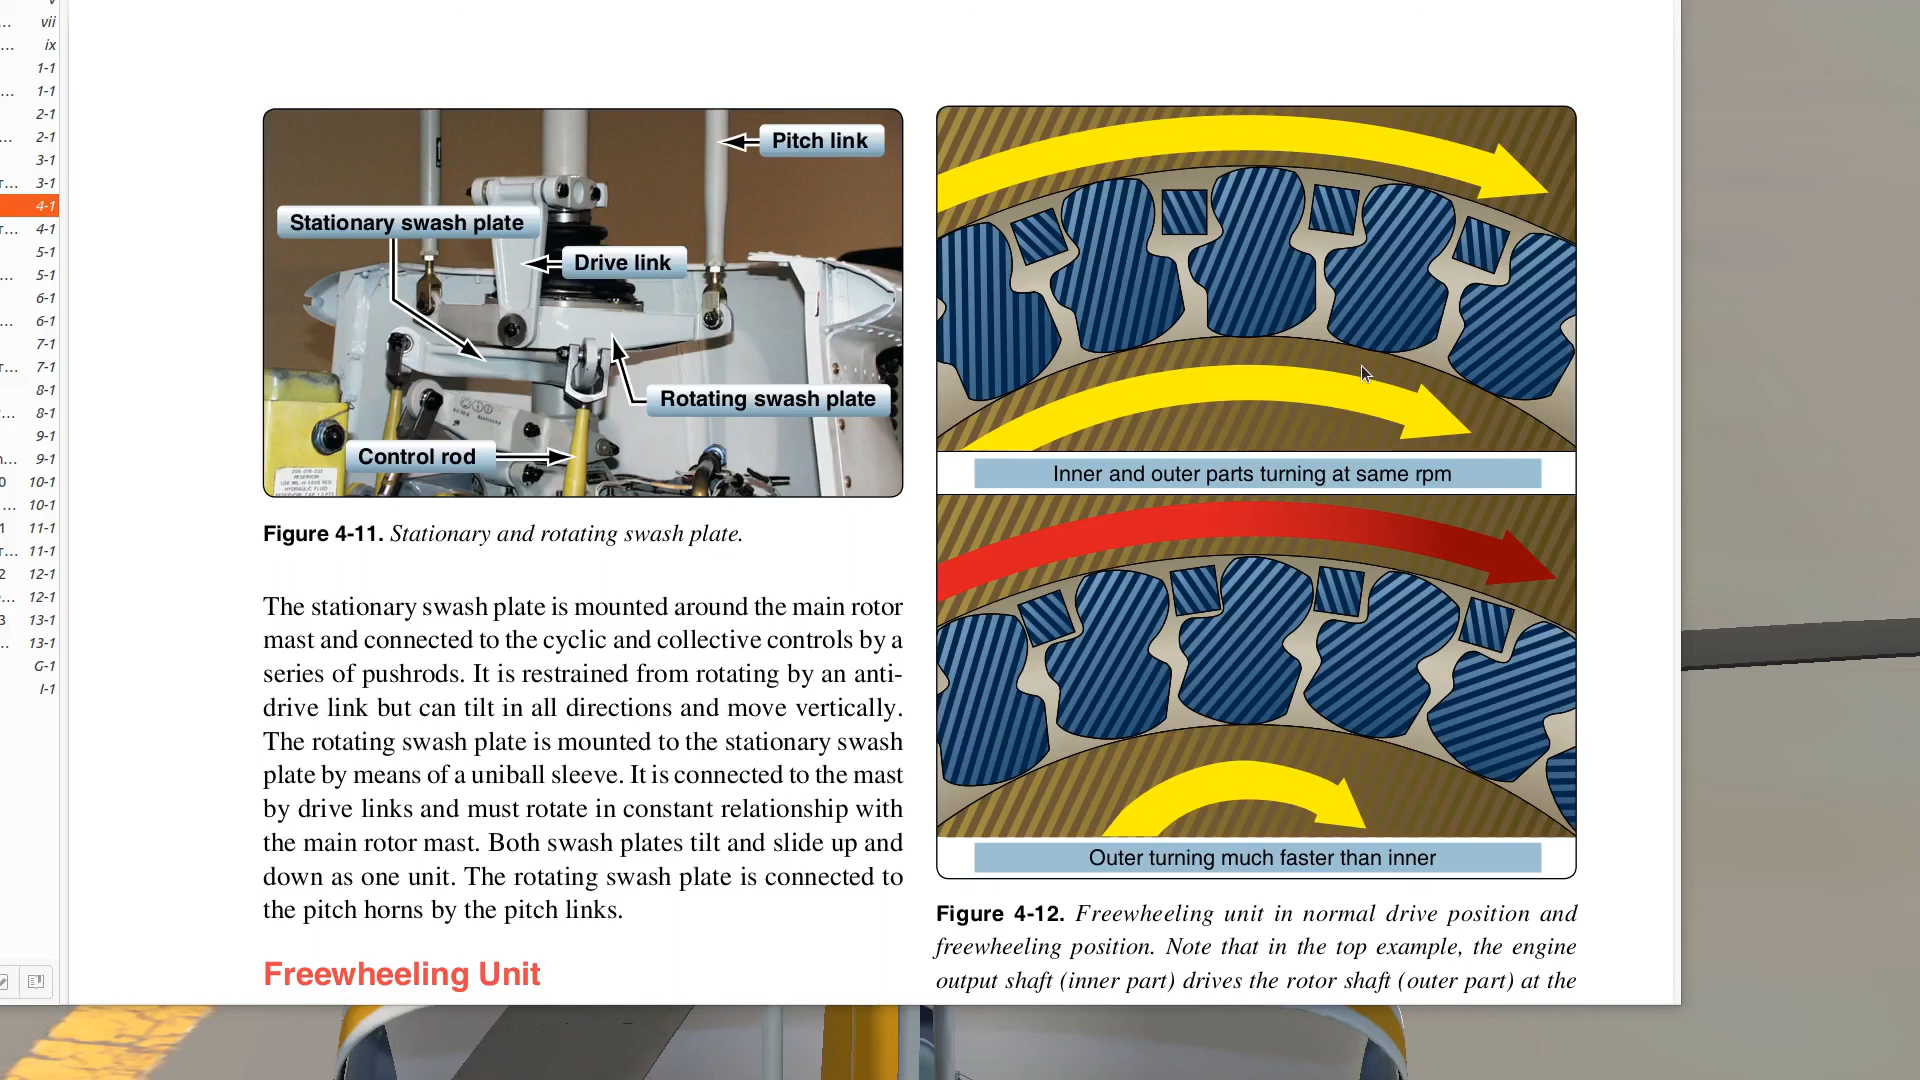 vii
ix
1-1
1-1
2-1
2-1
3-1
3-1
4-1
4-1
5-1
5-1
6-1
6-1
7-1
7-1
8-1
8-1
9-1
9-1
10-1
10-1
11-1
11-1
12-1
12-1
13-1
13-1
G-1
I-1
Pitch link
Stationary swash plate
Drive link
Rotating swash plate
Control rod
Figure 4-11. Stationary and rotating swash plate.
The stationary swash plate is mounted around the main rotor
mast and connected to the cyclic and collective controls by a
series of pushrods. It is restrained from rotating by an anti-
drive link but can tilt in all directions and move vertically.
The rotating swash plate is mounted to the stationary swash
plate by means of a uniball sleeve. It is connected to the mast
by drive links and must rotate in constant relationship with
the main rotor mast. Both swash plates tilt and slide up and
down as one unit. The rotating swash plate is connected to
the pitch horns by the pitch links.
Freewheeling Unit
Inner and outer parts turning at same rpm
Outer turning much faster than inner
Figure 4-12. Freewheeling unit in normal drive position and
freewheeling position. Note that in the top example, the engine
output shaft (inner part) drives the rotor shaft (outer part) at the